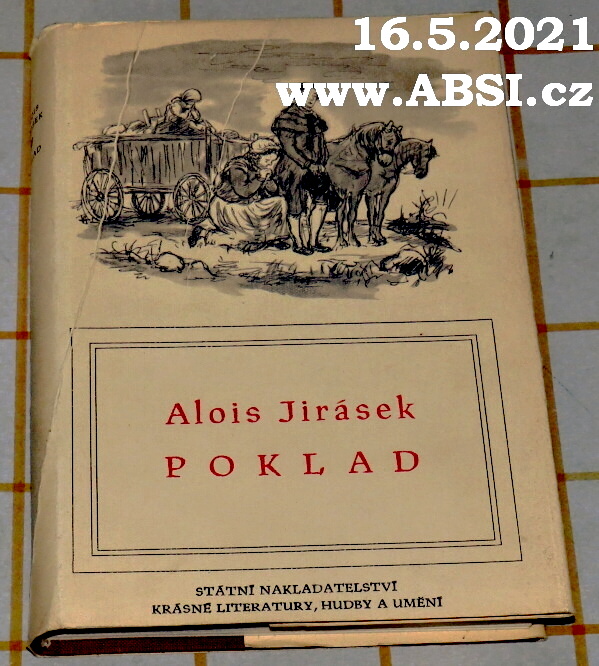 16.5.2021
www.ABSI.cz
Alois Jirásek
POKLAD
STÁTNÍ NAKLADATELSTVÍ
KRÁSNÉ LITERATURY, HUDBY A UMĚNÍ